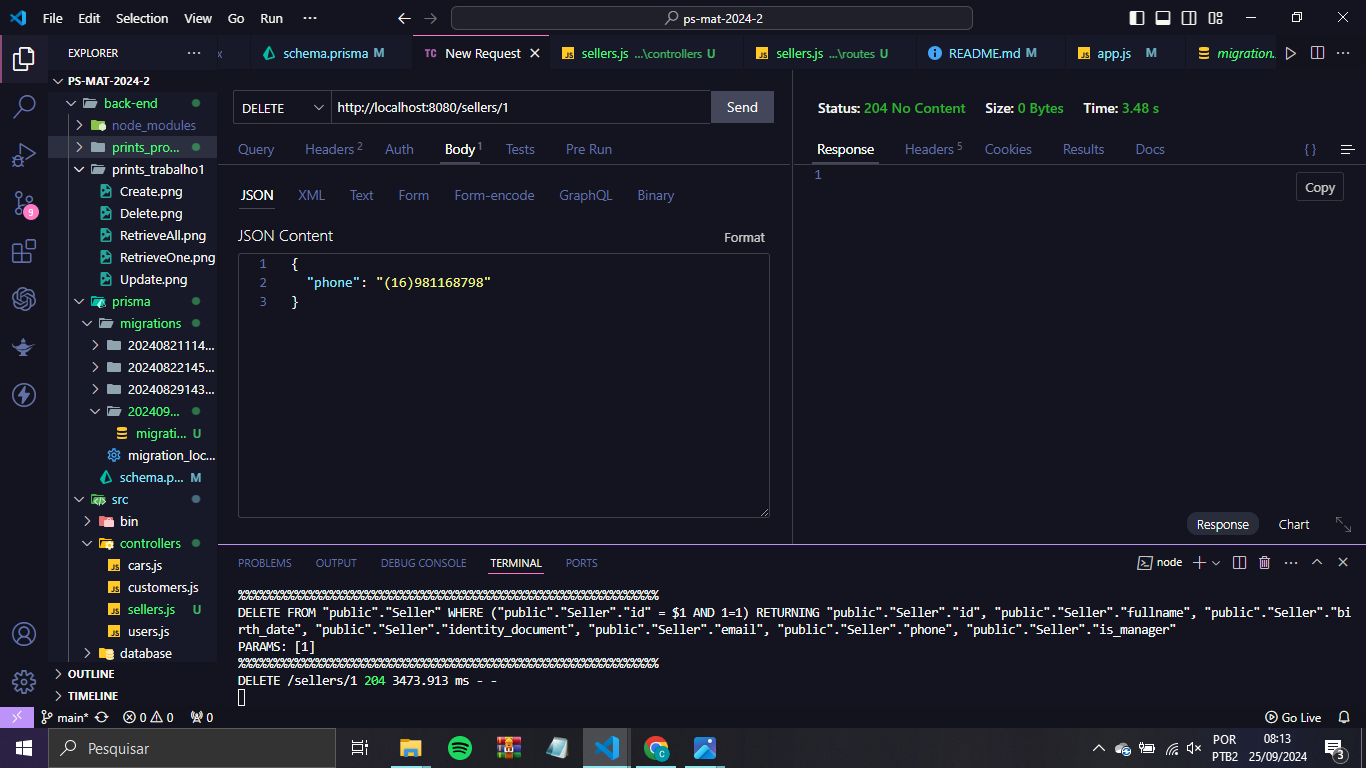 File Edit Selection View Go Run ··· ps-mat-2024-2
EXPLORER ···
schema.prisma M TC New Request sellers.js ...\controllers U sellers.js ...\routes U README.md M app.js M migration.
PS-MAT-2024-2
back-end
node_modules
prints_pro...
prints_trabalho1
Create.png
Delete.png
RetrieveAll.png
RetrieveOne.png
Update.png
prisma
migrations
20240821114...
20240822145...
20240829143...
202409...
migrati... U
migration_loc...
schema.p... M
src
bin
controllers
JS cars.js
JS customers.js
JS sellers.js U
JS users.js
database
OUTLINE
TIMELINE
9
DELETE http://localhost:8080/sellers/1 Send
Query Headers 2 Auth Body 1 Tests Pre Run
JSON XML Text Form Form-encode GraphQL Binary
JSON Content Format
1 {
2 "phone": "(16)981168798"
3 }
Status: 204 No Content Size: 0 Bytes Time: 3.48 s
Response Headers 5 Cookies Results Docs { }
1
Copy
Response Chart
PROBLEMS OUTPUT DEBUG CONSOLE TERMINAL PORTS node
DELETE FROM "public"."Seller" WHERE ("public"."Seller"."id" = $1 AND 1=1) RETURNING "public"."Seller"."id", "public"."Seller"."fullname", "public"."Seller"."bi
rth_date", "public"."Seller"."identity_document", "public"."Seller"."email", "public"."Seller"."phone", "public"."Seller"."is_manager"
PARAMS: [1]
DELETE /sellers/1 204 3473.913 ms - -
main* 0 0 0 Go Live
Pesquisar
POR
PTB2
08:13
25/09/2024
3